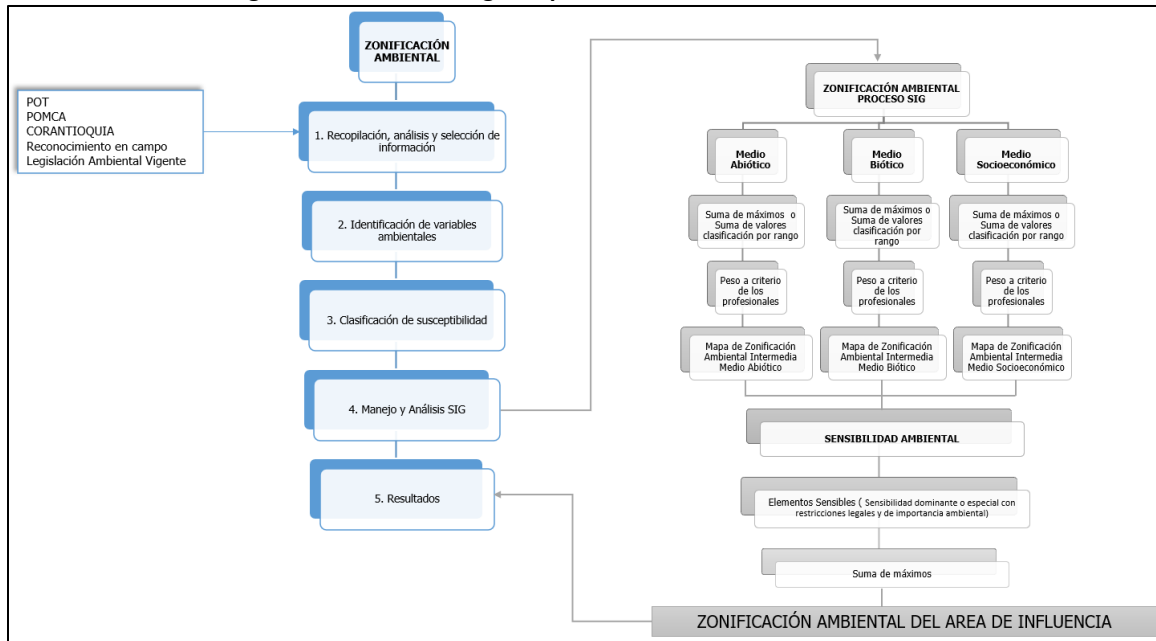 ZONIFICACIÓN
AMBIENTAL
POT
POMCA
CORANTIOQUIA
Reconocimiento en campo
Legislación Ambiental Vigente
1. Recopilación, análisis y selección de
información
2. Identificación de variables
ambientales
3. Clasificación de susceptibilidad
4. Manejo y Análisis SIG
5. Resultados
ZONIFICACIÓN AMBIENTAL
PROCESO SIG
Medio
Abiótico
Medio
Biótico
Medio
Socioeconómico
Suma de máximos o
Suma de valores
clasificación por rango
Suma de máximos o
Suma de valores
clasificación por
rango
Suma de máximos o
Suma de valores
clasificación por rango
Peso a criterio
de los
profesionales
Peso a criterio
de los
profesionales
Peso a criterio
de los
profesionales
Mapa de Zonificación
Ambiental Intermedia
Medio Abiótico
Mapa de Zonificación
Ambiental Intermedia
Medio Biótico
Mapa de Zonificación
Ambiental Intermedia
Medio Socioeconómico
SENSIBILIDAD AMBIENTAL
Elementos Sensibles ( Sensibilidad dominante o especial con
restricciones legales y de importancia ambiental)
Suma de máximos
ZONIFICACIÓN AMBIENTAL DEL AREA DE INFLUENCIA